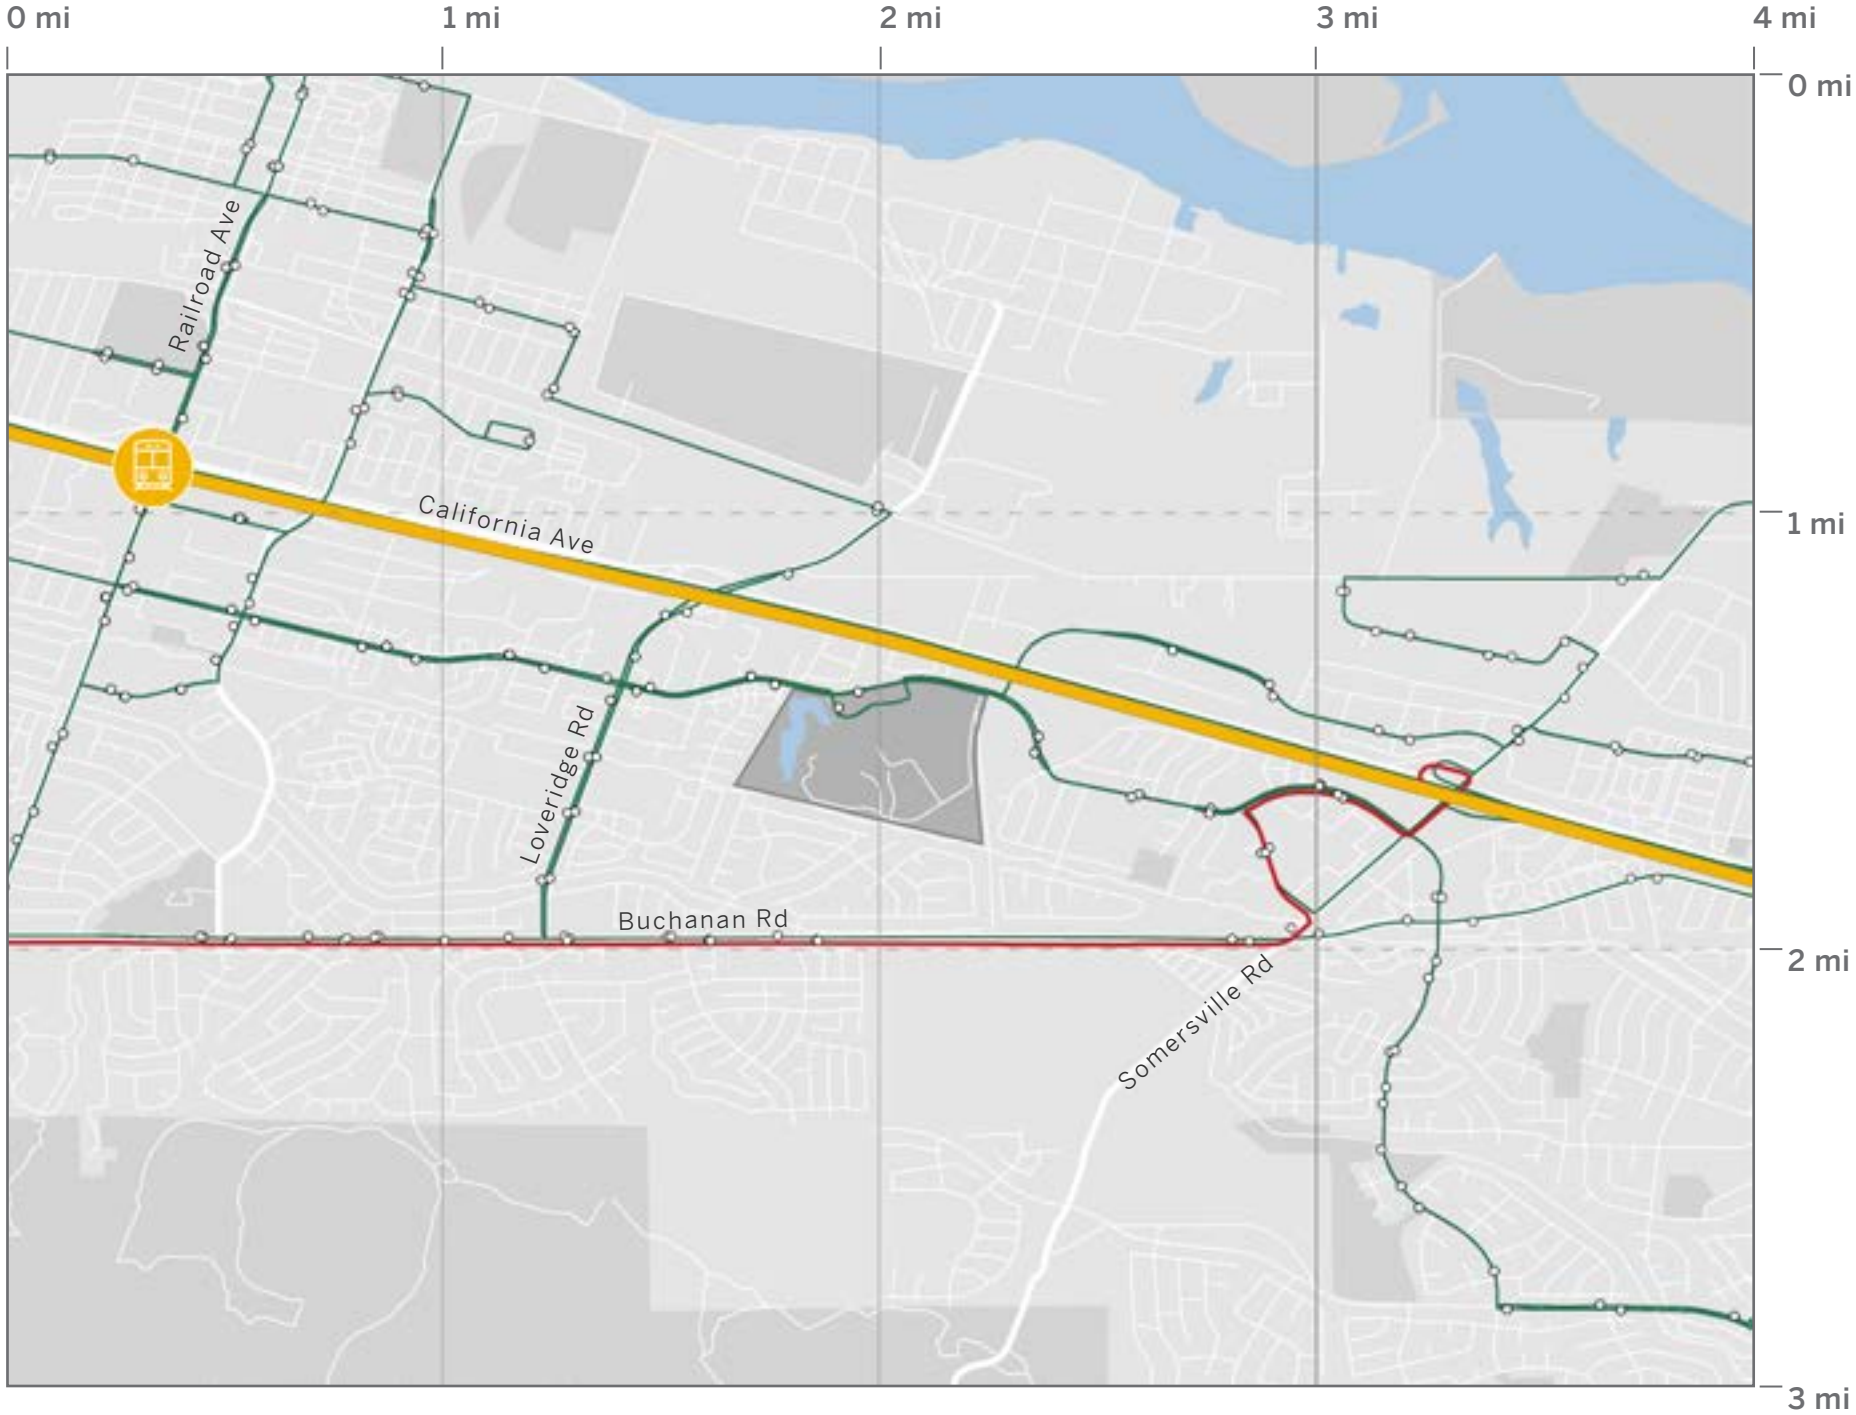 0 mi
1 mi
2 mi
3 mi
4 mi
0 mi
Railroad Ave
California Ave
1 mi
Loveridge Rd
Buchanan Rd
Somersville Rd
2 mi
3 mi